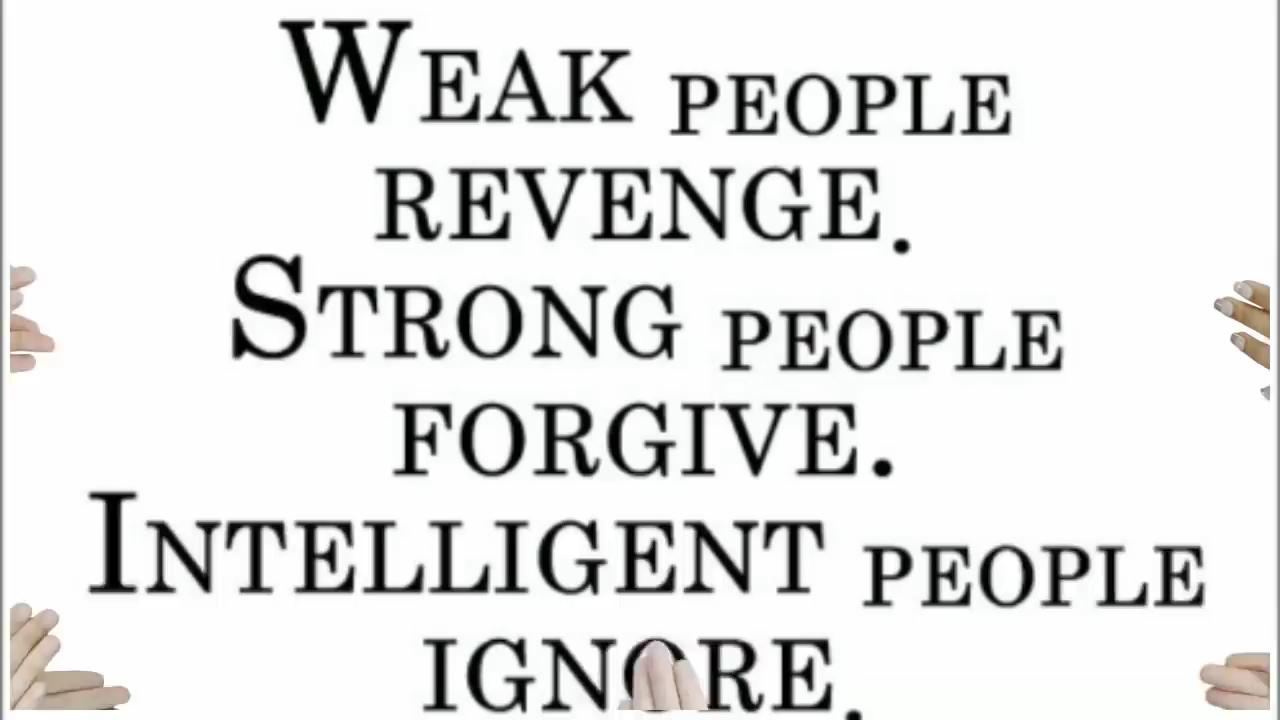 WEAK PEOPLE
REVENGE.
STRONG PEOPLE
FORGIVE.
INTELLIGENT PEOPLE
IGNORE.